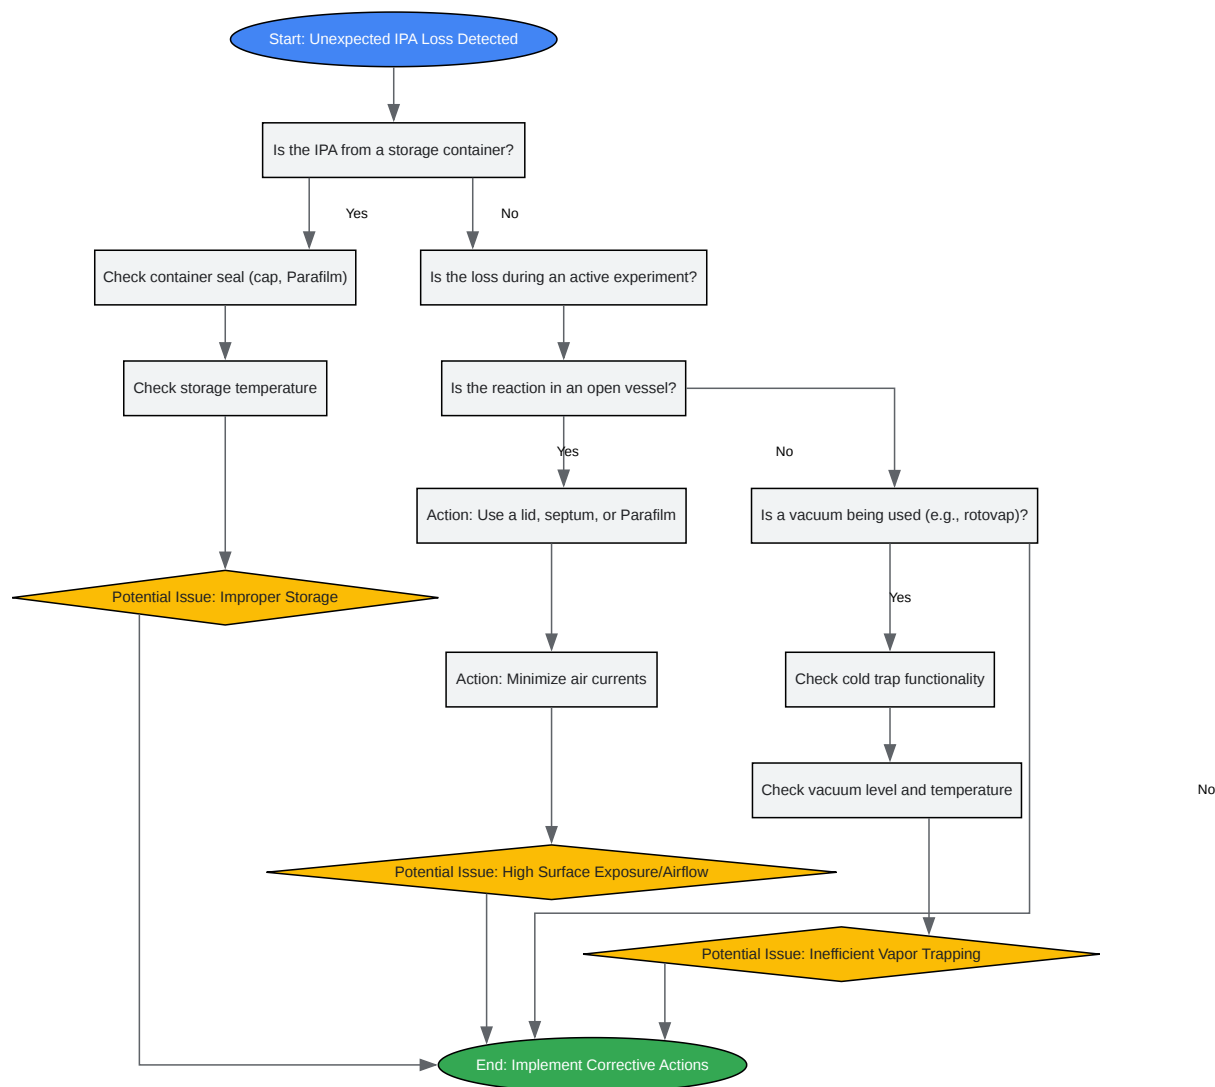 Start: Unexpected IPA Loss Detected
Is the IPA from a storage container?
Yes
No
Check container seal (cap, Parafilm)
Is the loss during an active experiment?
Check storage temperature
Is the reaction in an open vessel?
Yes
No
Action: Use a lid, septum, or Parafilm
Is a vacuum being used (e.g., rotovap)?
Potential Issue: Improper Storage
Yes
Action: Minimize air currents
Check cold trap functionality
Check vacuum level and temperature
No
Potential Issue: High Surface Exposure/Airflow
Potential Issue: Inefficient Vapor Trapping
End: Implement Corrective Actions